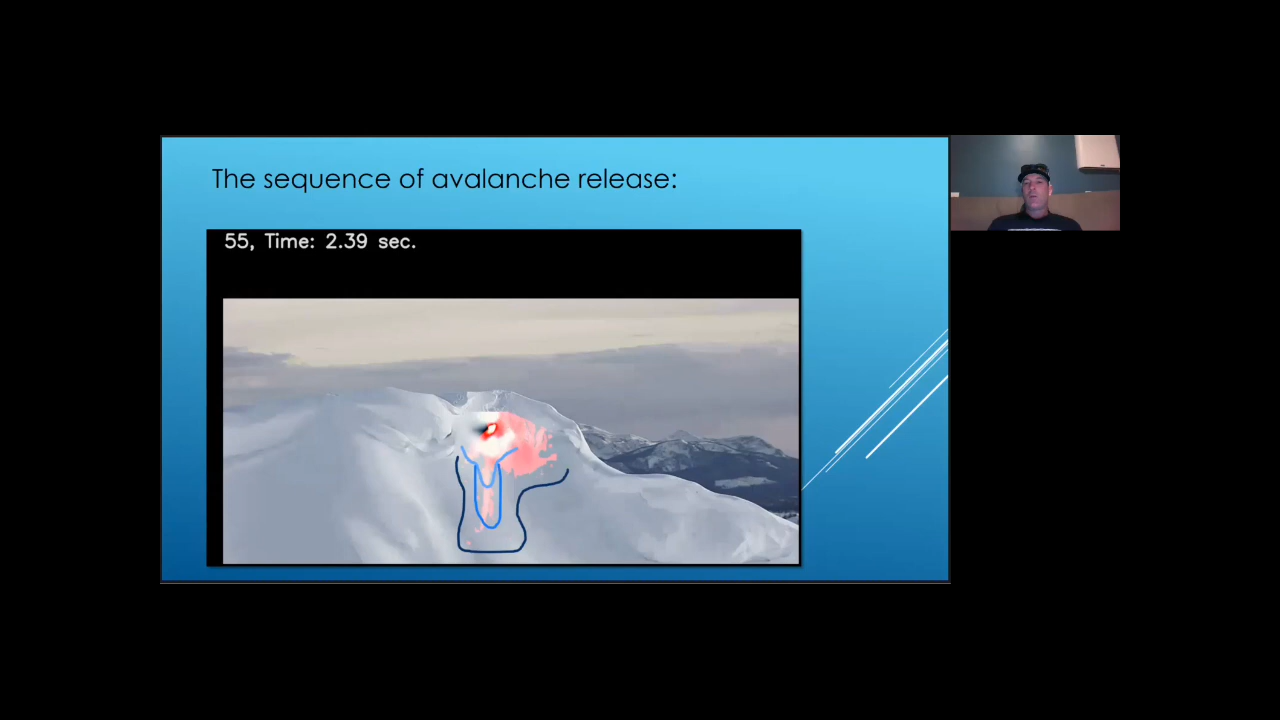 The sequence of avalanche release:
55, Time: 2.39 sec.